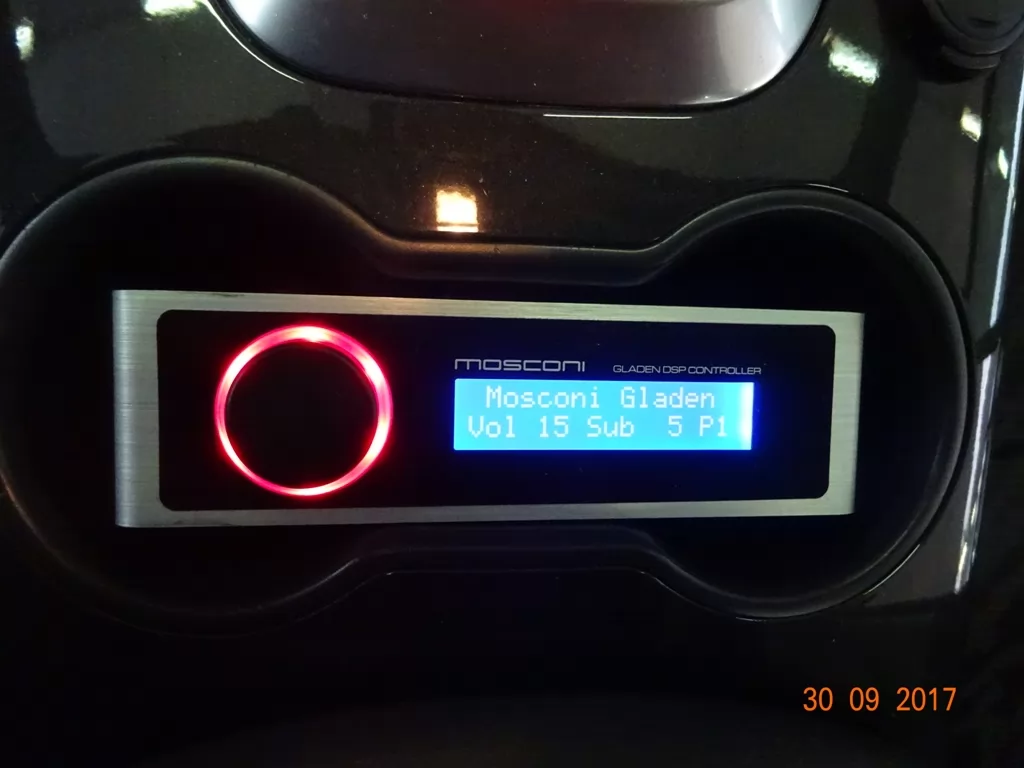 MOSCONI GLADEN DSP CONTROLLER
Mosconi Gladen
Vol 15 Sub 5 P1
30 09 2017